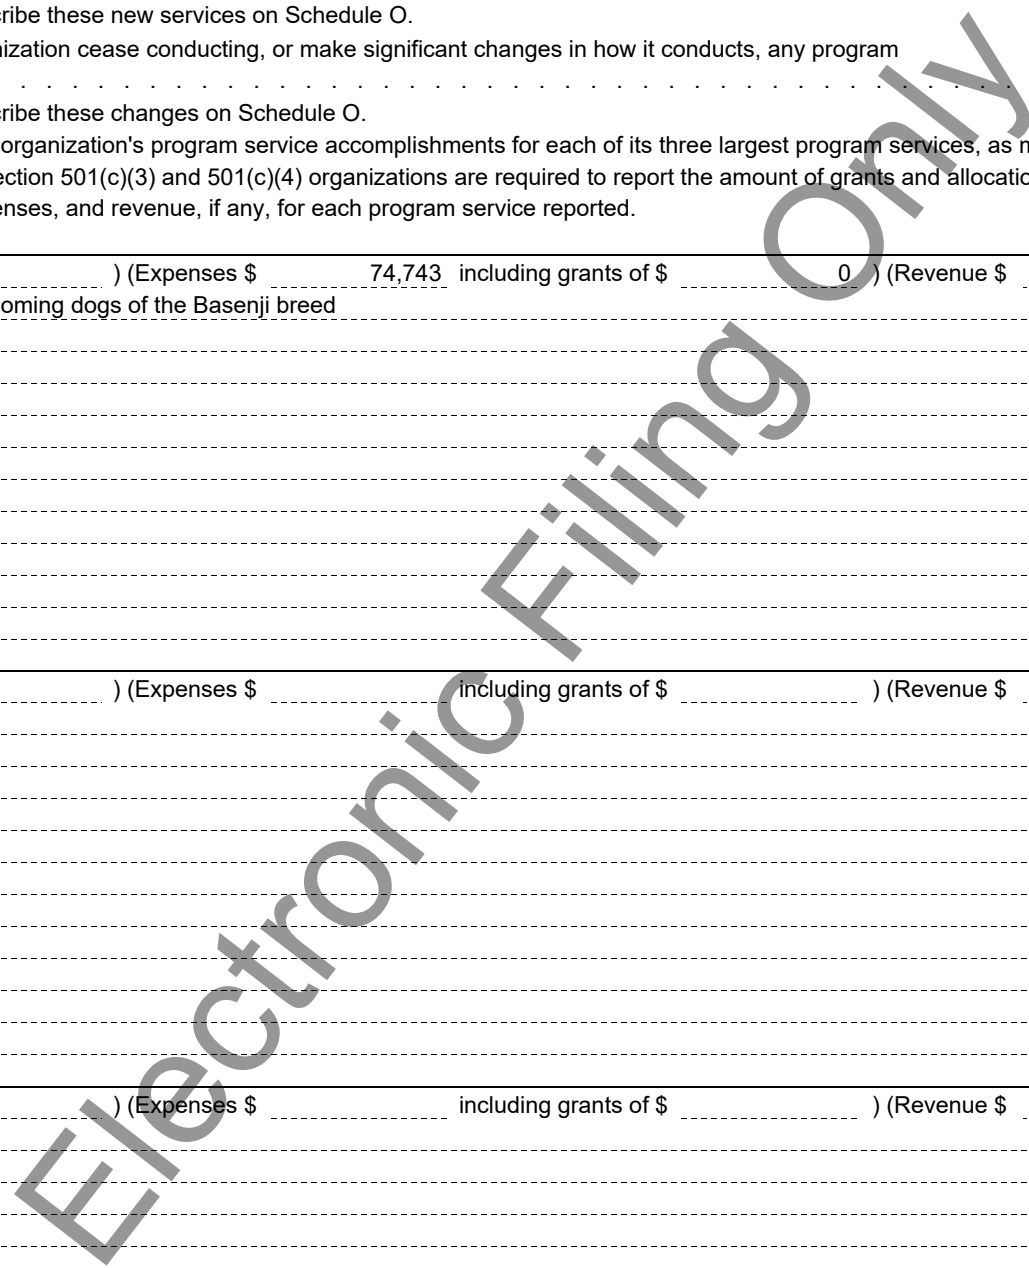 cribe these new services on Schedule O.
nization cease conducting, or make significant changes in how it conducts, any program
. . . . . . . . . . . . . . . . . . . . . . . . . . . . . . . . . . . . . . .
cribe these changes on Schedule O.
organization's program service accomplishments for each of its three largest program services, as m
ection 501(c)(3) and 501(c)(4) organizations are required to report the amount of grants and allocatio
enses, and revenue, if any, for each program service reported.
) (Expenses $ 74,743 including grants of $ 0 ) (Revenue $
oming dogs of the Basenji breed
) (Expenses $ including grants of $ ) (Revenue $
) (Expenses $ including grants of $ ) (Revenue $
Electronic Filing Only